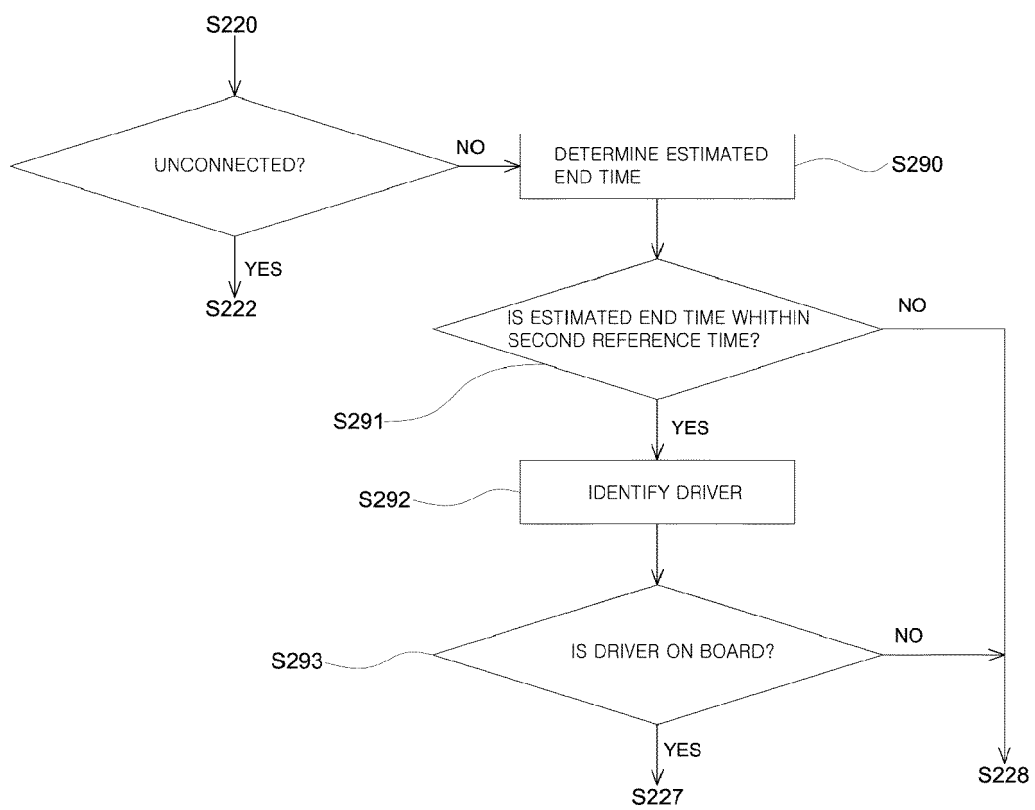 S220
UNCONNECTED?
NO
DETERMINE ESTIMATED
END TIME
S290
YES
S222
IS ESTIMATED END TIME WHITHIN
SECOND REFERENCE TIME?
NO
S291
YES
S292
IDENTIFY DRIVER
S293
IS DRIVER ON BOARD?
NO
YES
S227
S228